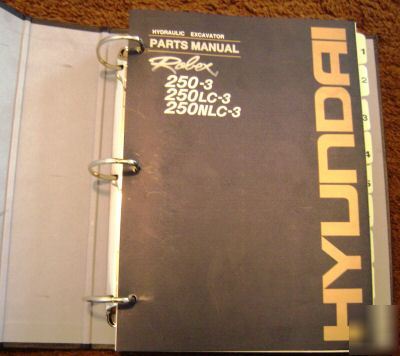 HYDRAULIC EXCAVATOR
PARTS MANUAL
Robex
250-3
250LC-3
250NLC-3
HYUNDAI
1
2
3
4
5